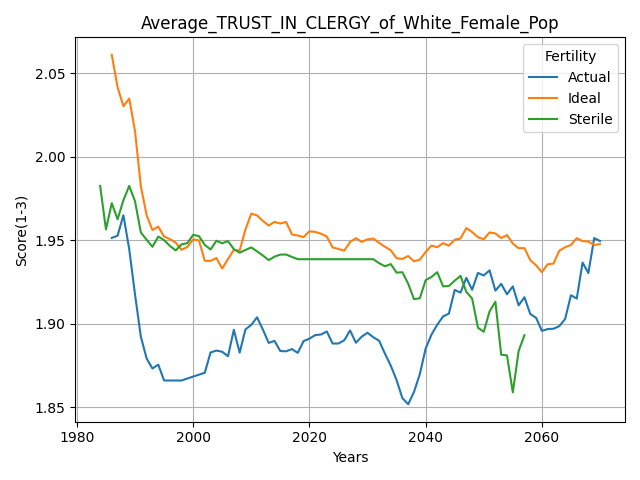 Average_TRUST_IN_CLERGY_of_White_Female_Pop
Fertility
Actual
Ideal
Sterile
2.05
2.00
1.95
1.90
1.85
Score(1-3)
1980
2000
2020
2040
2060
Years